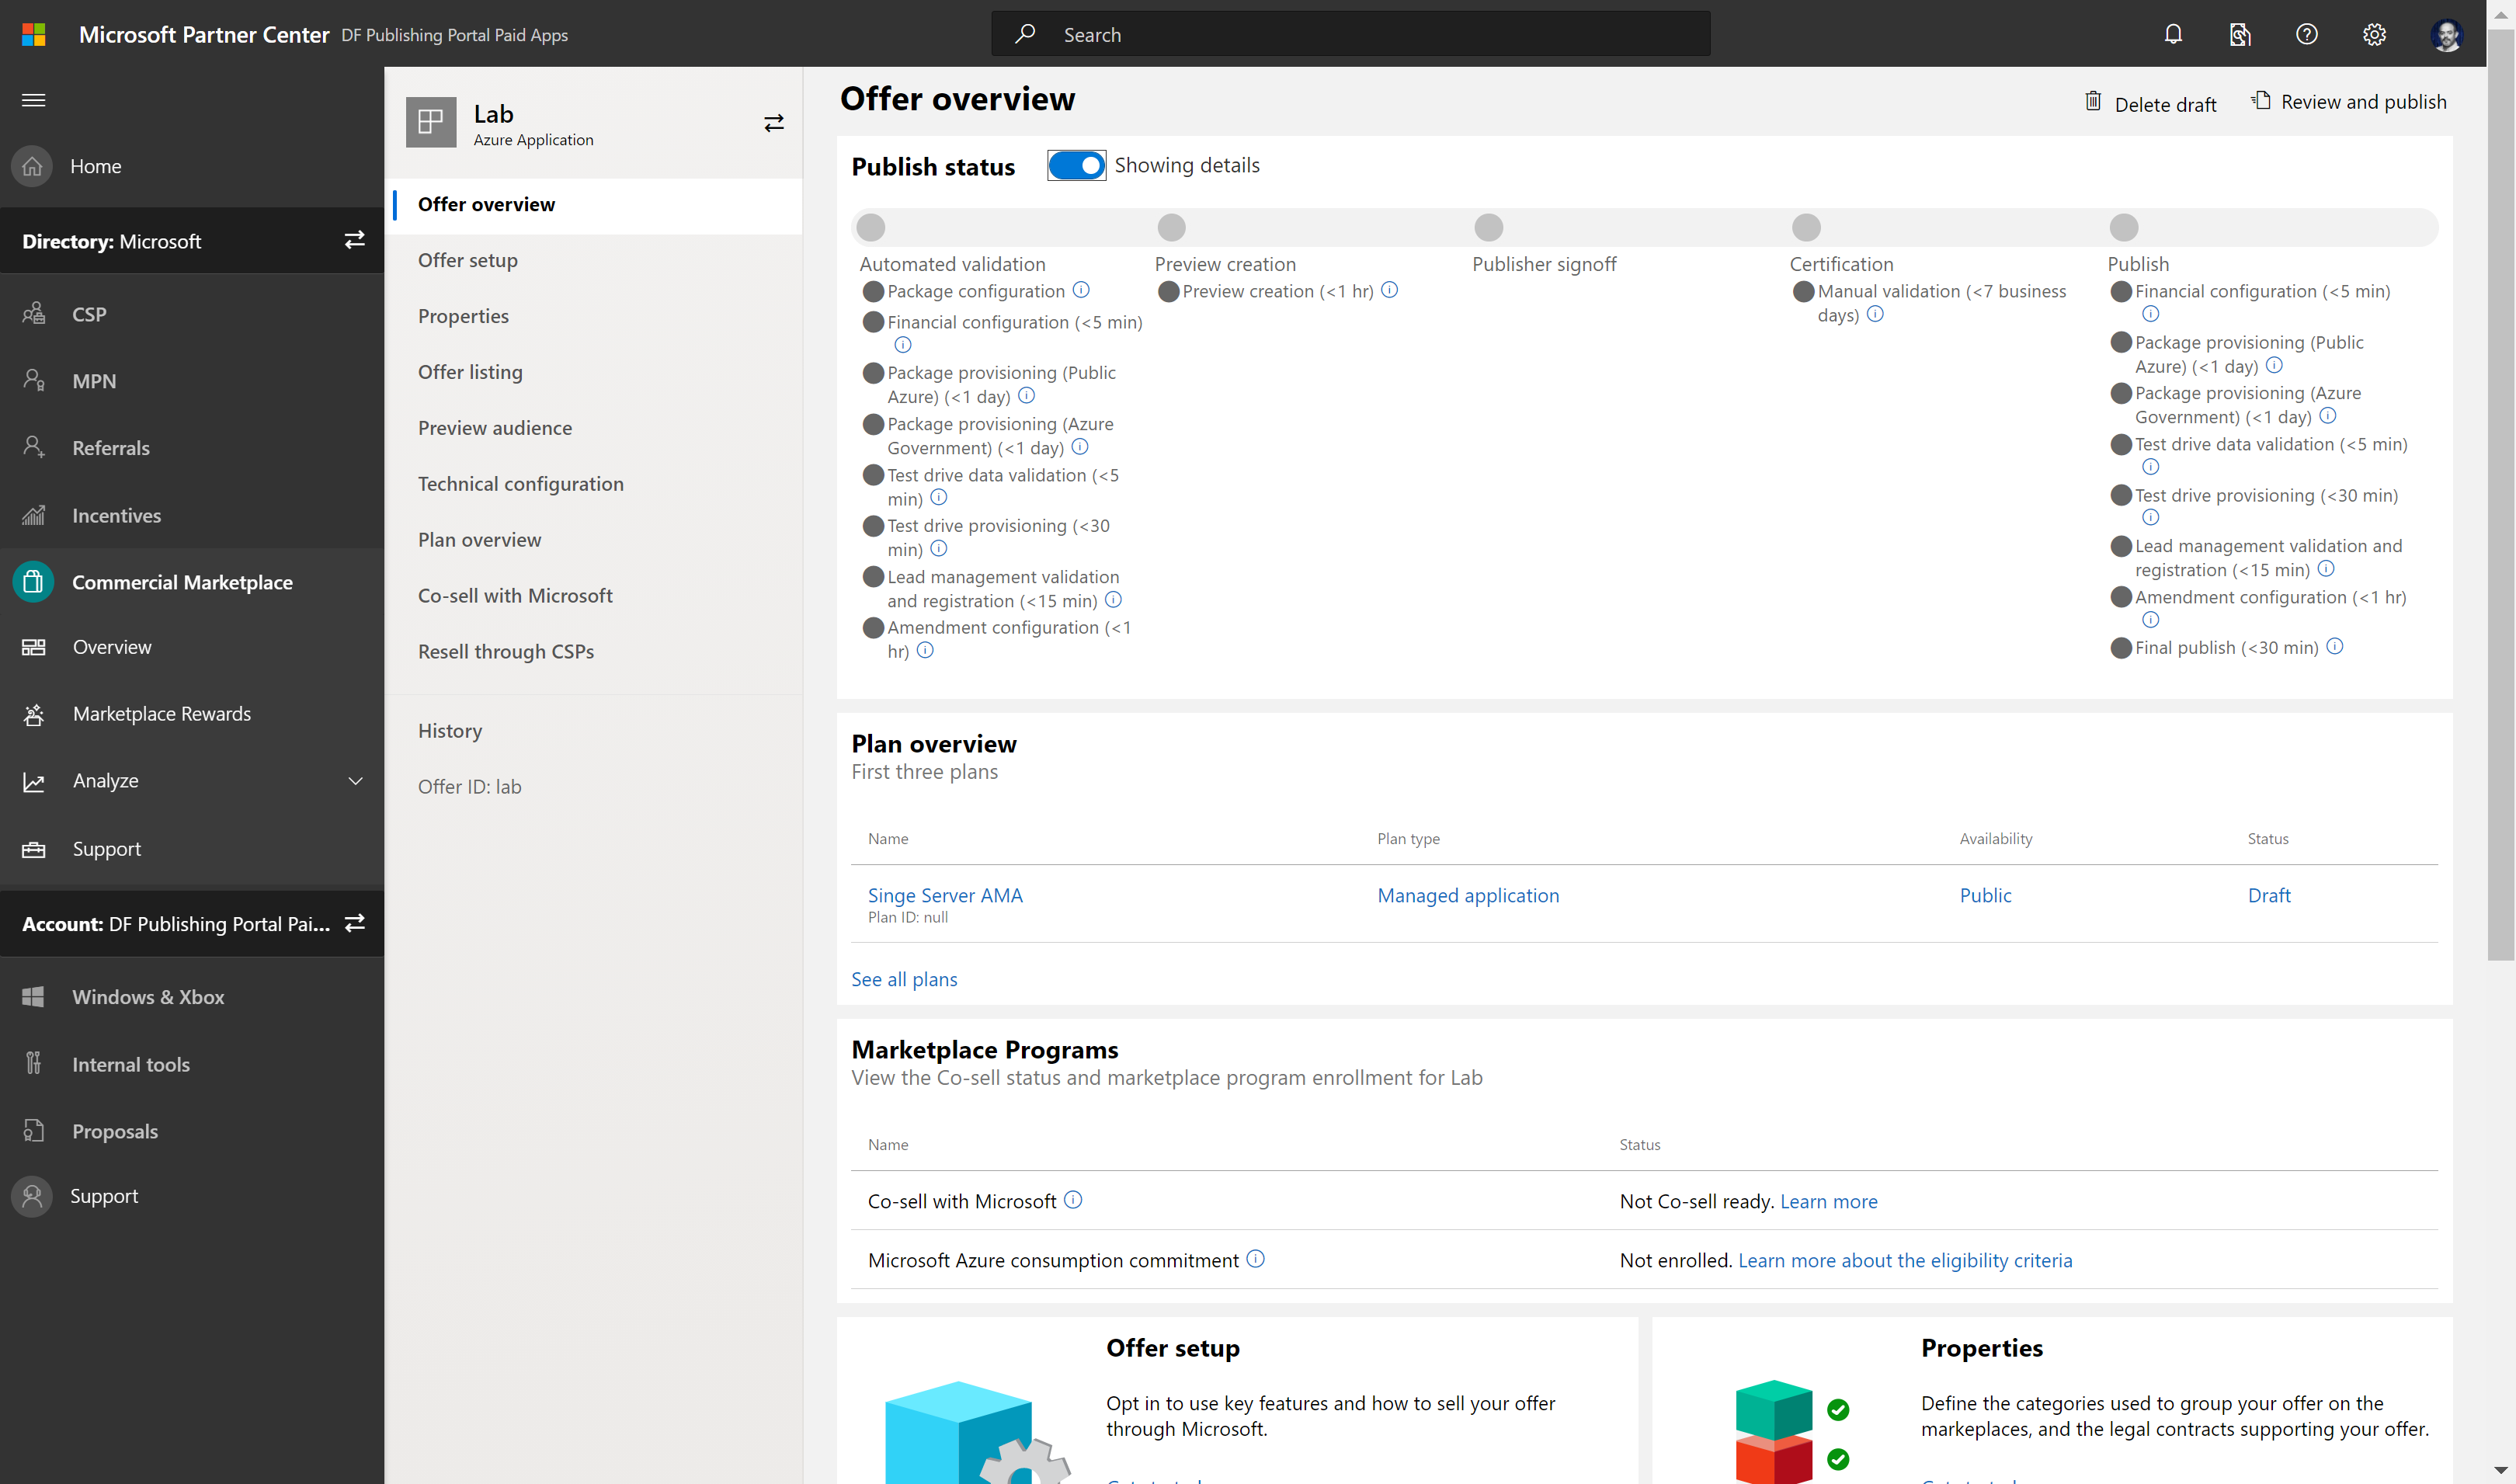 Microsoft Partner Center DF Publishing Portal Paid Apps
Search
Home
Directory: Microsoft
CSP
MPN
Referrals
Incentives
Commercial Marketplace
Overview
Marketplace Rewards
Analyze
Support
Account: DF Publishing Portal Pai...
Windows & Xbox
Internal tools
Proposals
Support
Lab
Azure Application
Offer overview
Offer setup
Properties
Offer listing
Preview audience
Technical configuration
Plan overview
Co-sell with Microsoft
Resell through CSPs
History
Offer ID: lab
Offer overview
Delete draft
Review and publish
Publish status
Showing details
Automated validation
Package configuration
Financial configuration (<5 min)
Package provisioning (Public
Azure) (<1 day)
Package provisioning (Azure
Government) (<1 day)
Test drive data validation (<5
min)
Test drive provisioning (<30
min)
Lead management validation
and registration (<15 min)
Amendment configuration (<1
hr)
Preview creation
Preview creation (<1 hr)
Publisher signoff
Certification
Manual validation (<7 business
days)
Publish
Financial configuration (<5 min)
Package provisioning (Public
Azure) (<1 day)
Package provisioning (Azure
Government) (<1 day)
Test drive data validation (<5 min)
Test drive provisioning (<30 min)
Lead management validation and
registration (<15 min)
Amendment configuration (<1 hr)
Final publish (<30 min)
Plan overview
First three plans
Name Plan type Availability Status
Singe Server AMA Managed application Public Draft
Plan ID: null
See all plans
Marketplace Programs
View the Co-sell status and marketplace program enrollment for Lab
Name Status
Co-sell with Microsoft Not Co-sell ready. Learn more
Microsoft Azure consumption commitment Not enrolled. Learn more about the eligibility criteria
Offer setup
Opt in to use key features and how to sell your offer
through Microsoft.
Properties
Define the categories used to group your offer on the
markeplaces, and the legal contracts supporting your offer.